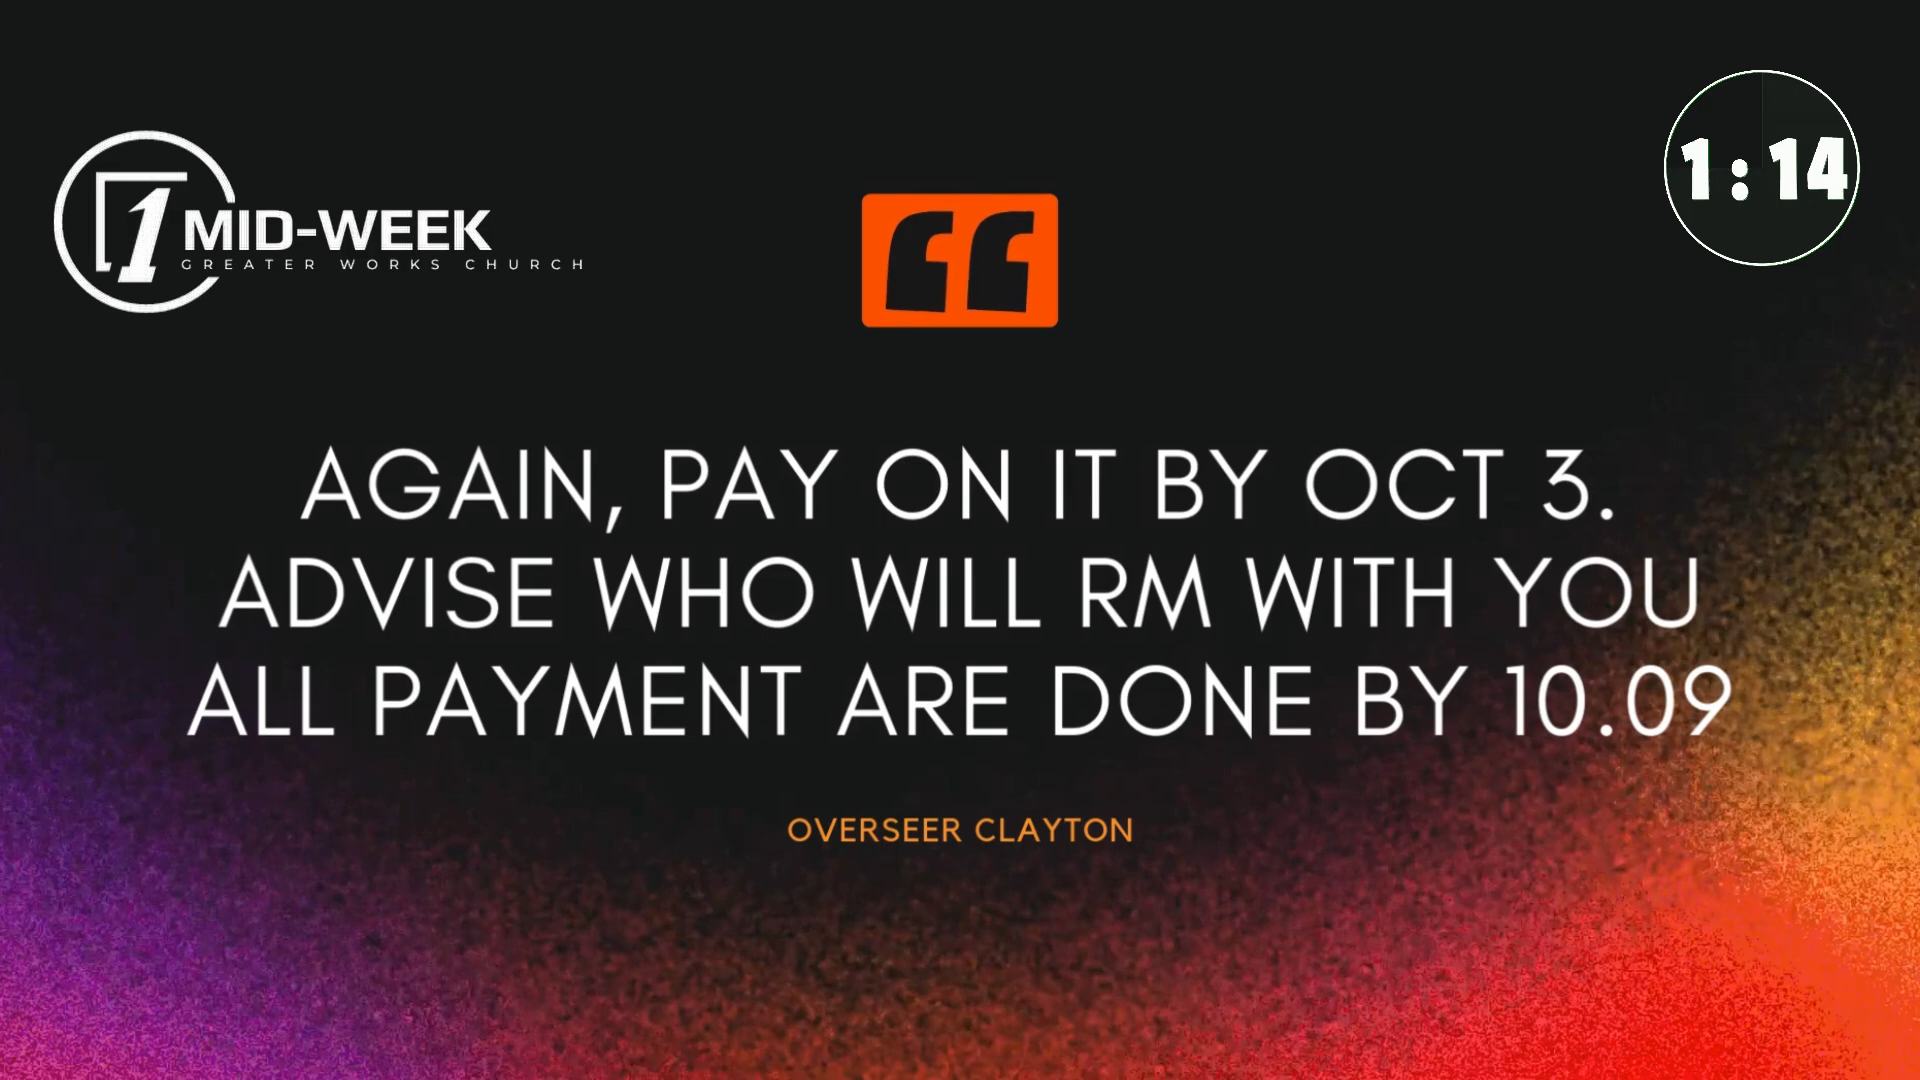 1 MID-WEEK
GREATER WORKS CHURCH
1:14
AGAIN, PAY ON IT BY OCT 3.
ADVISE WHO WILL RM WITH YOU
ALL PAYMENT ARE DONE BY 10.09
OVERSEER CLAYTON